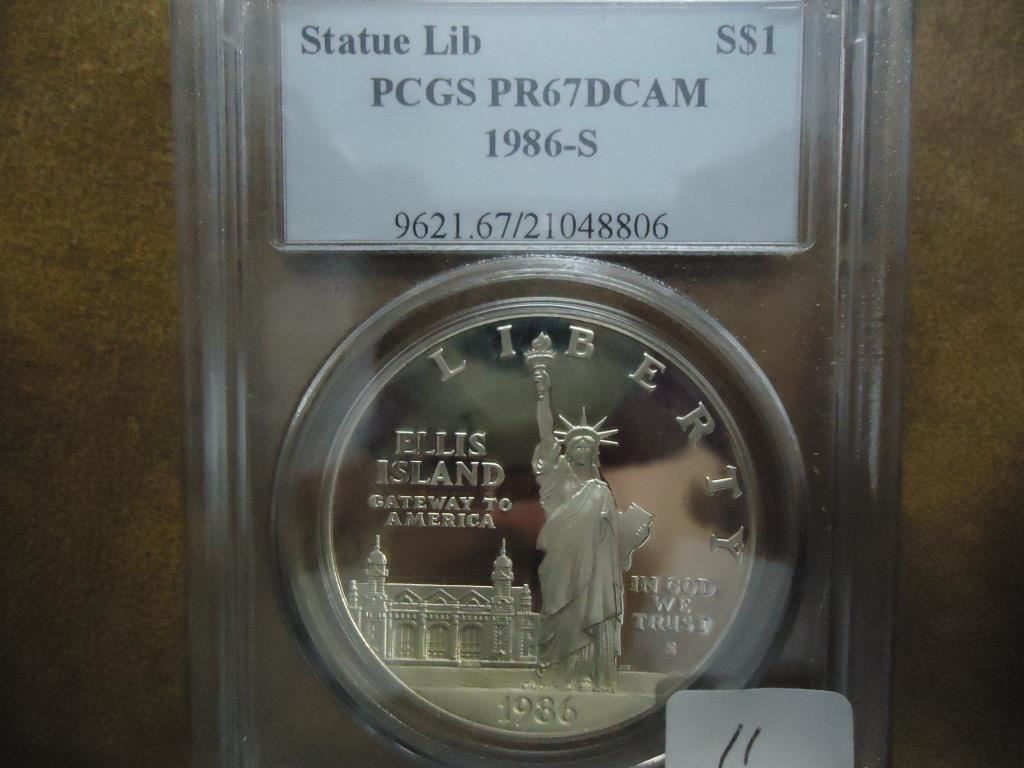 Statue Lib S$1
PCGS PR67DCAM
1986-S
9621.67/21048806
LIBERTY
ELLIS
ISLAND
GATEWAY TO
AMERICA
IN GOD
WE
TRUST
S
1986
11